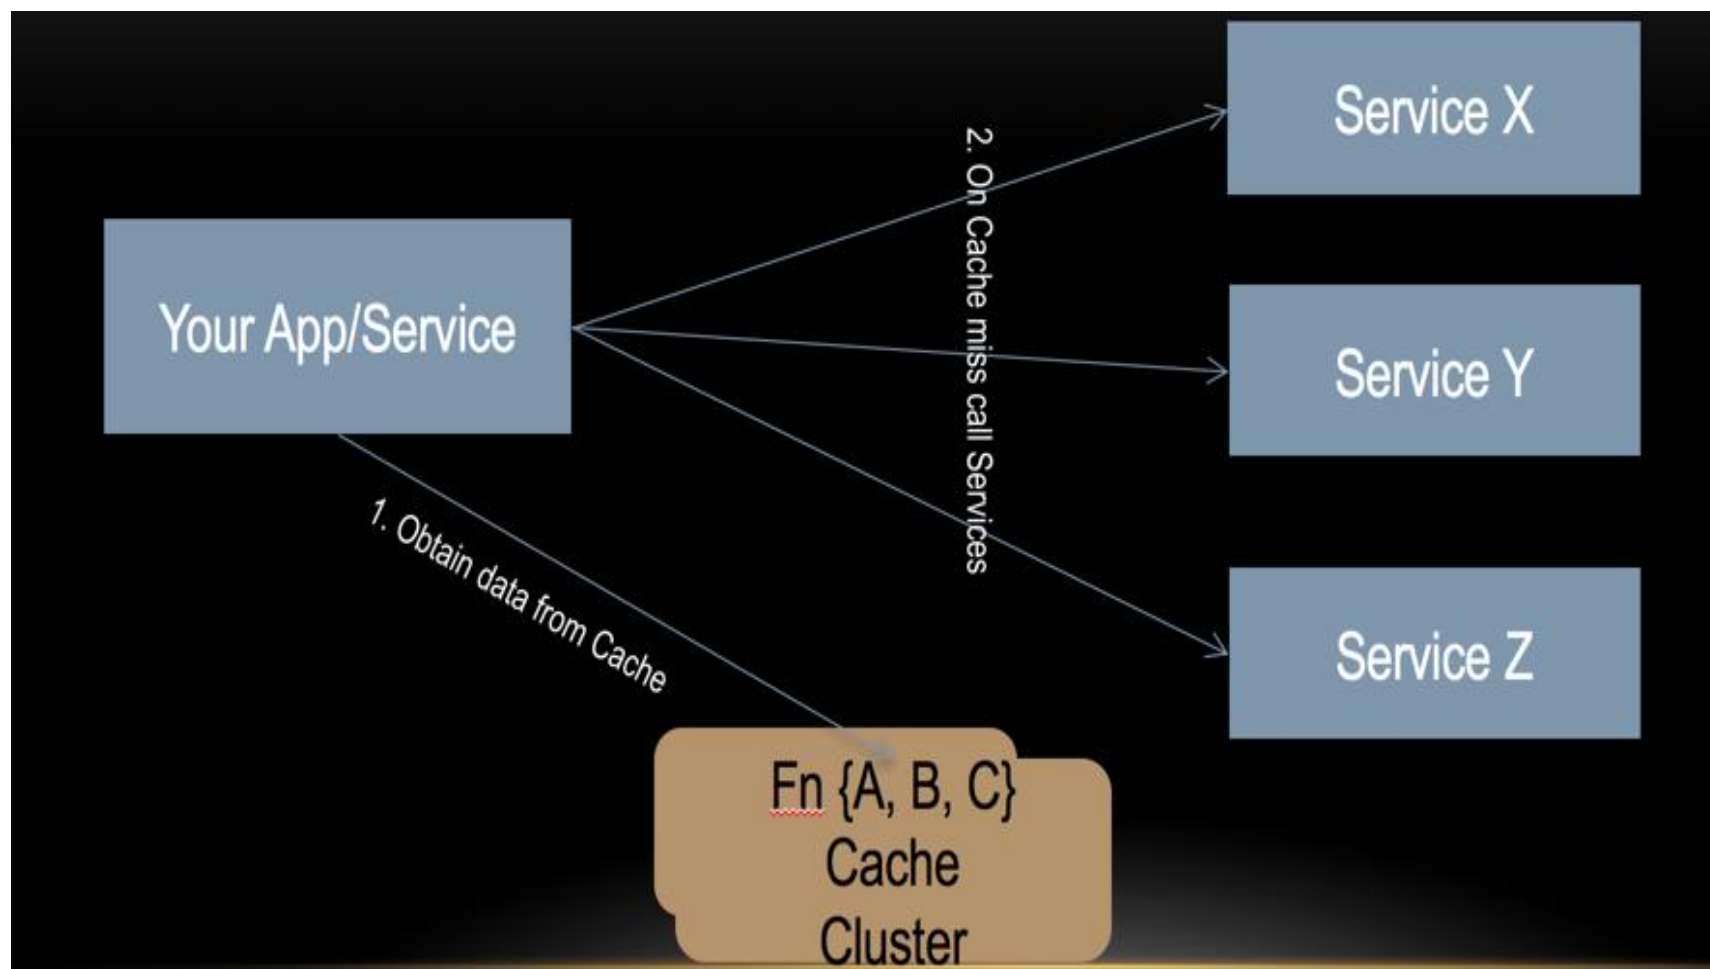 Service X
2. On Cache miss call Services
Your App/Service
Service Y
1. Obtain data from Cache
Service Z
Fn {A, B, C}
Cache
Cluster